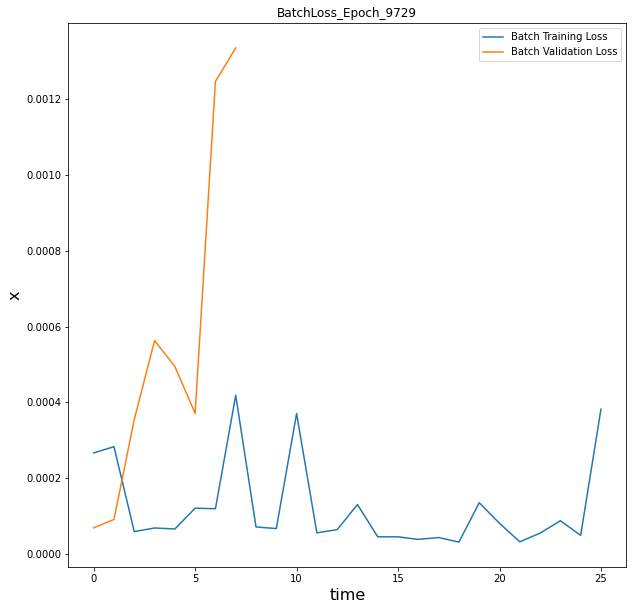 BatchLoss_Epoch_9729
Batch Training Loss
Batch Validation Loss
0.0012
0.0010
0.0008
0.0006
0.0004
0.0002
0.0000
x
0
5
10
15
20
25
time